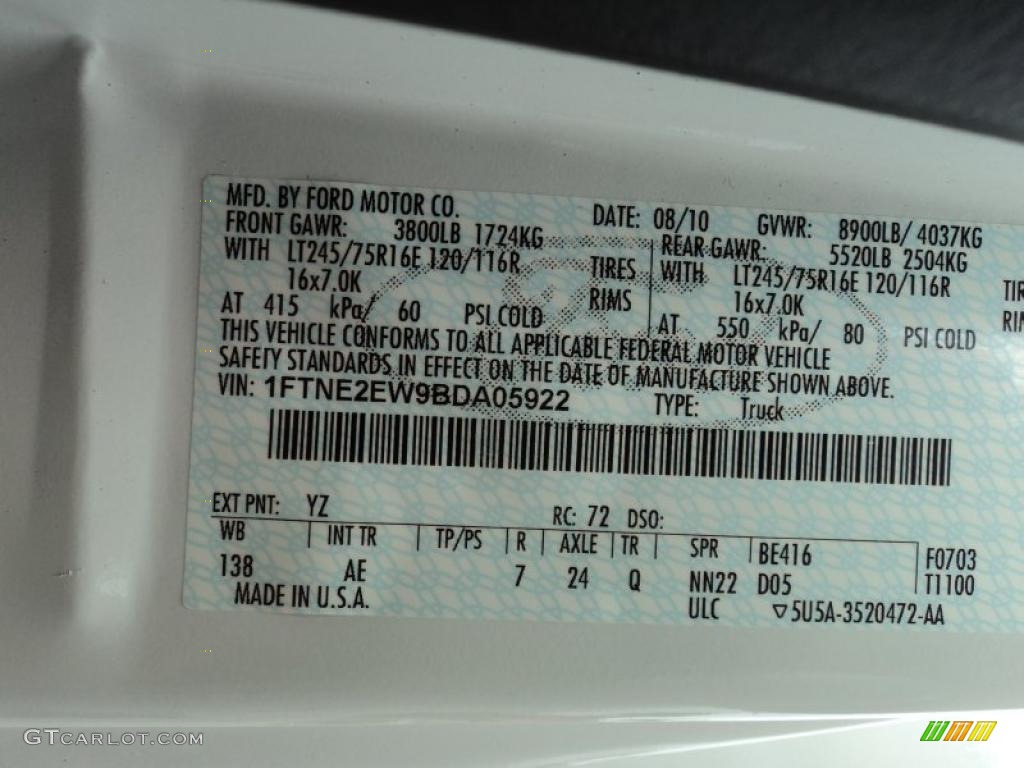 MFD. BY FORD MOTOR CO. DATE: 08/10 GVWR: 8900LB/ 4037KG
FRONT GAWR: 3800LB 1724KG REAR GAWR: 5520LB 2504KG
WITH LT245/75R16E 120/116R TIRES WITH LT245/75R16E 120/116R
16x7.0K RIMS 16x7.0K
AT 415 kPa/ 60 PSI COLD AT 550 kPa/ 80 PSI COLD
THIS VEHICLE CONFORMS TO ALL APPLICABLE FEDERAL MOTOR VEHICLE
SAFETY STANDARDS IN EFFECT ON THE DATE OF MANUFACTURE SHOWN ABOVE.
VIN: 1FTNE2EW9BDA05922 TYPE: Truck
EXT PNT: YZ RC: 72 DSO:
WB INT TR TP/PS R AXLE TR SPR BE416 F0703
138 AE 7 24 Q NN22 D05 T1100
MADE IN U.S.A. ULC ▽5U5A-3520472-AA
GTCARLOT.COM